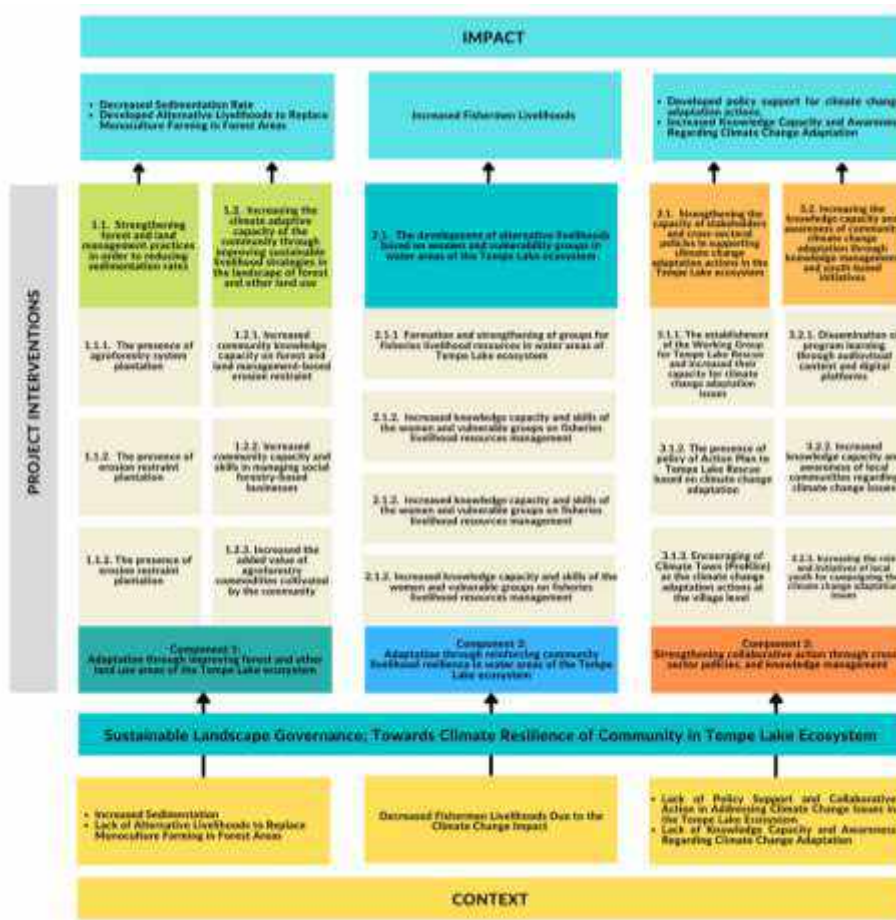 IMPACT
• Decreased Sedimentation Rate
• Developed Alternative Livelihoods to Replace
Monoculture Farming in Forest Areas
Increased Fishermen Livelihoods
• Developed policy support for climate chang
adaptation actions.
• Increased Knowledge Capacity and Awarenes
Regarding Climate Change Adaptation
PROJECT INTERVENTIONS
1.1. Strengthening
forest and land
management practices
in order to reducing
sedimentation rates
1.2. Increasing the
climate adaptive
capacity of the
community through
improving sustainable
livelihood strategies in
the landscape of forest
and other land use
2.1. The development of alternative livelihoods
based on women and vulnerability groups in
water areas of the Tempe Lake ecosystem
3.1. Strengthening the
capacity of stakeholders
and cross-sectoral
policies in supporting
climate change
adaptation actions in the
Tempe Lake ecosystem
3.2. Increasing the
knowledge capacity and
awareness of communit
climate change
adaptation through
knowledge managemen
and youth-based
initiatives
1.1.1. The presence of
agroforestry system
plantation
1.2.1. Increased
community knowledge
capacity on forest and
land management-based
erosion restraint
2.1.1 Formation and strengthening of groups for
fisheries livelihood resources in water areas of
Tempe Lake ecosystem
3.1.1. The establishment
of the Working Group
for Tempe Lake Rescue
and increased their
capacity for climate
change adaptation
issues
3.2.1. Dissemination o
program learning
through audiovisual
content and digital
platforms
1.1.2. The presence of
erosion restraint
plantation
1.2.2. Increased
community capacity and
skills in managing social
forestry-based
businesses
2.1.2. Increased knowledge capacity and skills of
the women and vulnerable groups on fisheries
livelihood resources management
3.1.2. The presence of
policy of Action Plan to
Tempe Lake Rescue
based on climate change
adaptation
3.2.2. Increased
knowledge capacity an
awareness of local
communities regarding
climate change issues
2.1.2. Increased knowledge capacity and skills of
the women and vulnerable groups on fisheries
livelihood resources management
1.1.2. The presence of
erosion restraint
plantation
1.2.3. Increased the
added value of
agroforestry
commodities cultivated
by the community
2.1.2. Increased knowledge capacity and skills of the
women and vulnerable groups on fisheries
livelihood resources management
3.1.3. Encouraging of
Climate Town (ProKlim)
as the climate change
adaptation actions at
the village level
3.2.3. Increasing the role
and initiatives of local
youth for campaigning the
climate change adaptation
issues
Component 1:
Adaptation through improving forest and other
land use areas of the Tempe Lake ecosystem
Component 2:
Adaptation through reinforcing community
livelihood resilience in water areas of the Tempe
Lake ecosystem
Component 3:
Strengthening collaborative action through cross
sector policies, and knowledge management
Sustainable Landscape Governance; Towards Climate Resilience of Community in Tempe Lake Ecosystem
• Increased Sedimentation
• Lack of Alternative Livelihoods to Replace
Monoculture Farming in Forest Areas
Decreased Fishermen Livelihoods Due to the
Climate Change Impact
• Lack of Policy Support and Collaborative
Action in Addressing Climate Change Issues in
the Tempe Lake Ecosystem
• Lack of Knowledge Capacity and Awarenes
Regarding Climate Change Adaptation
CONTEXT